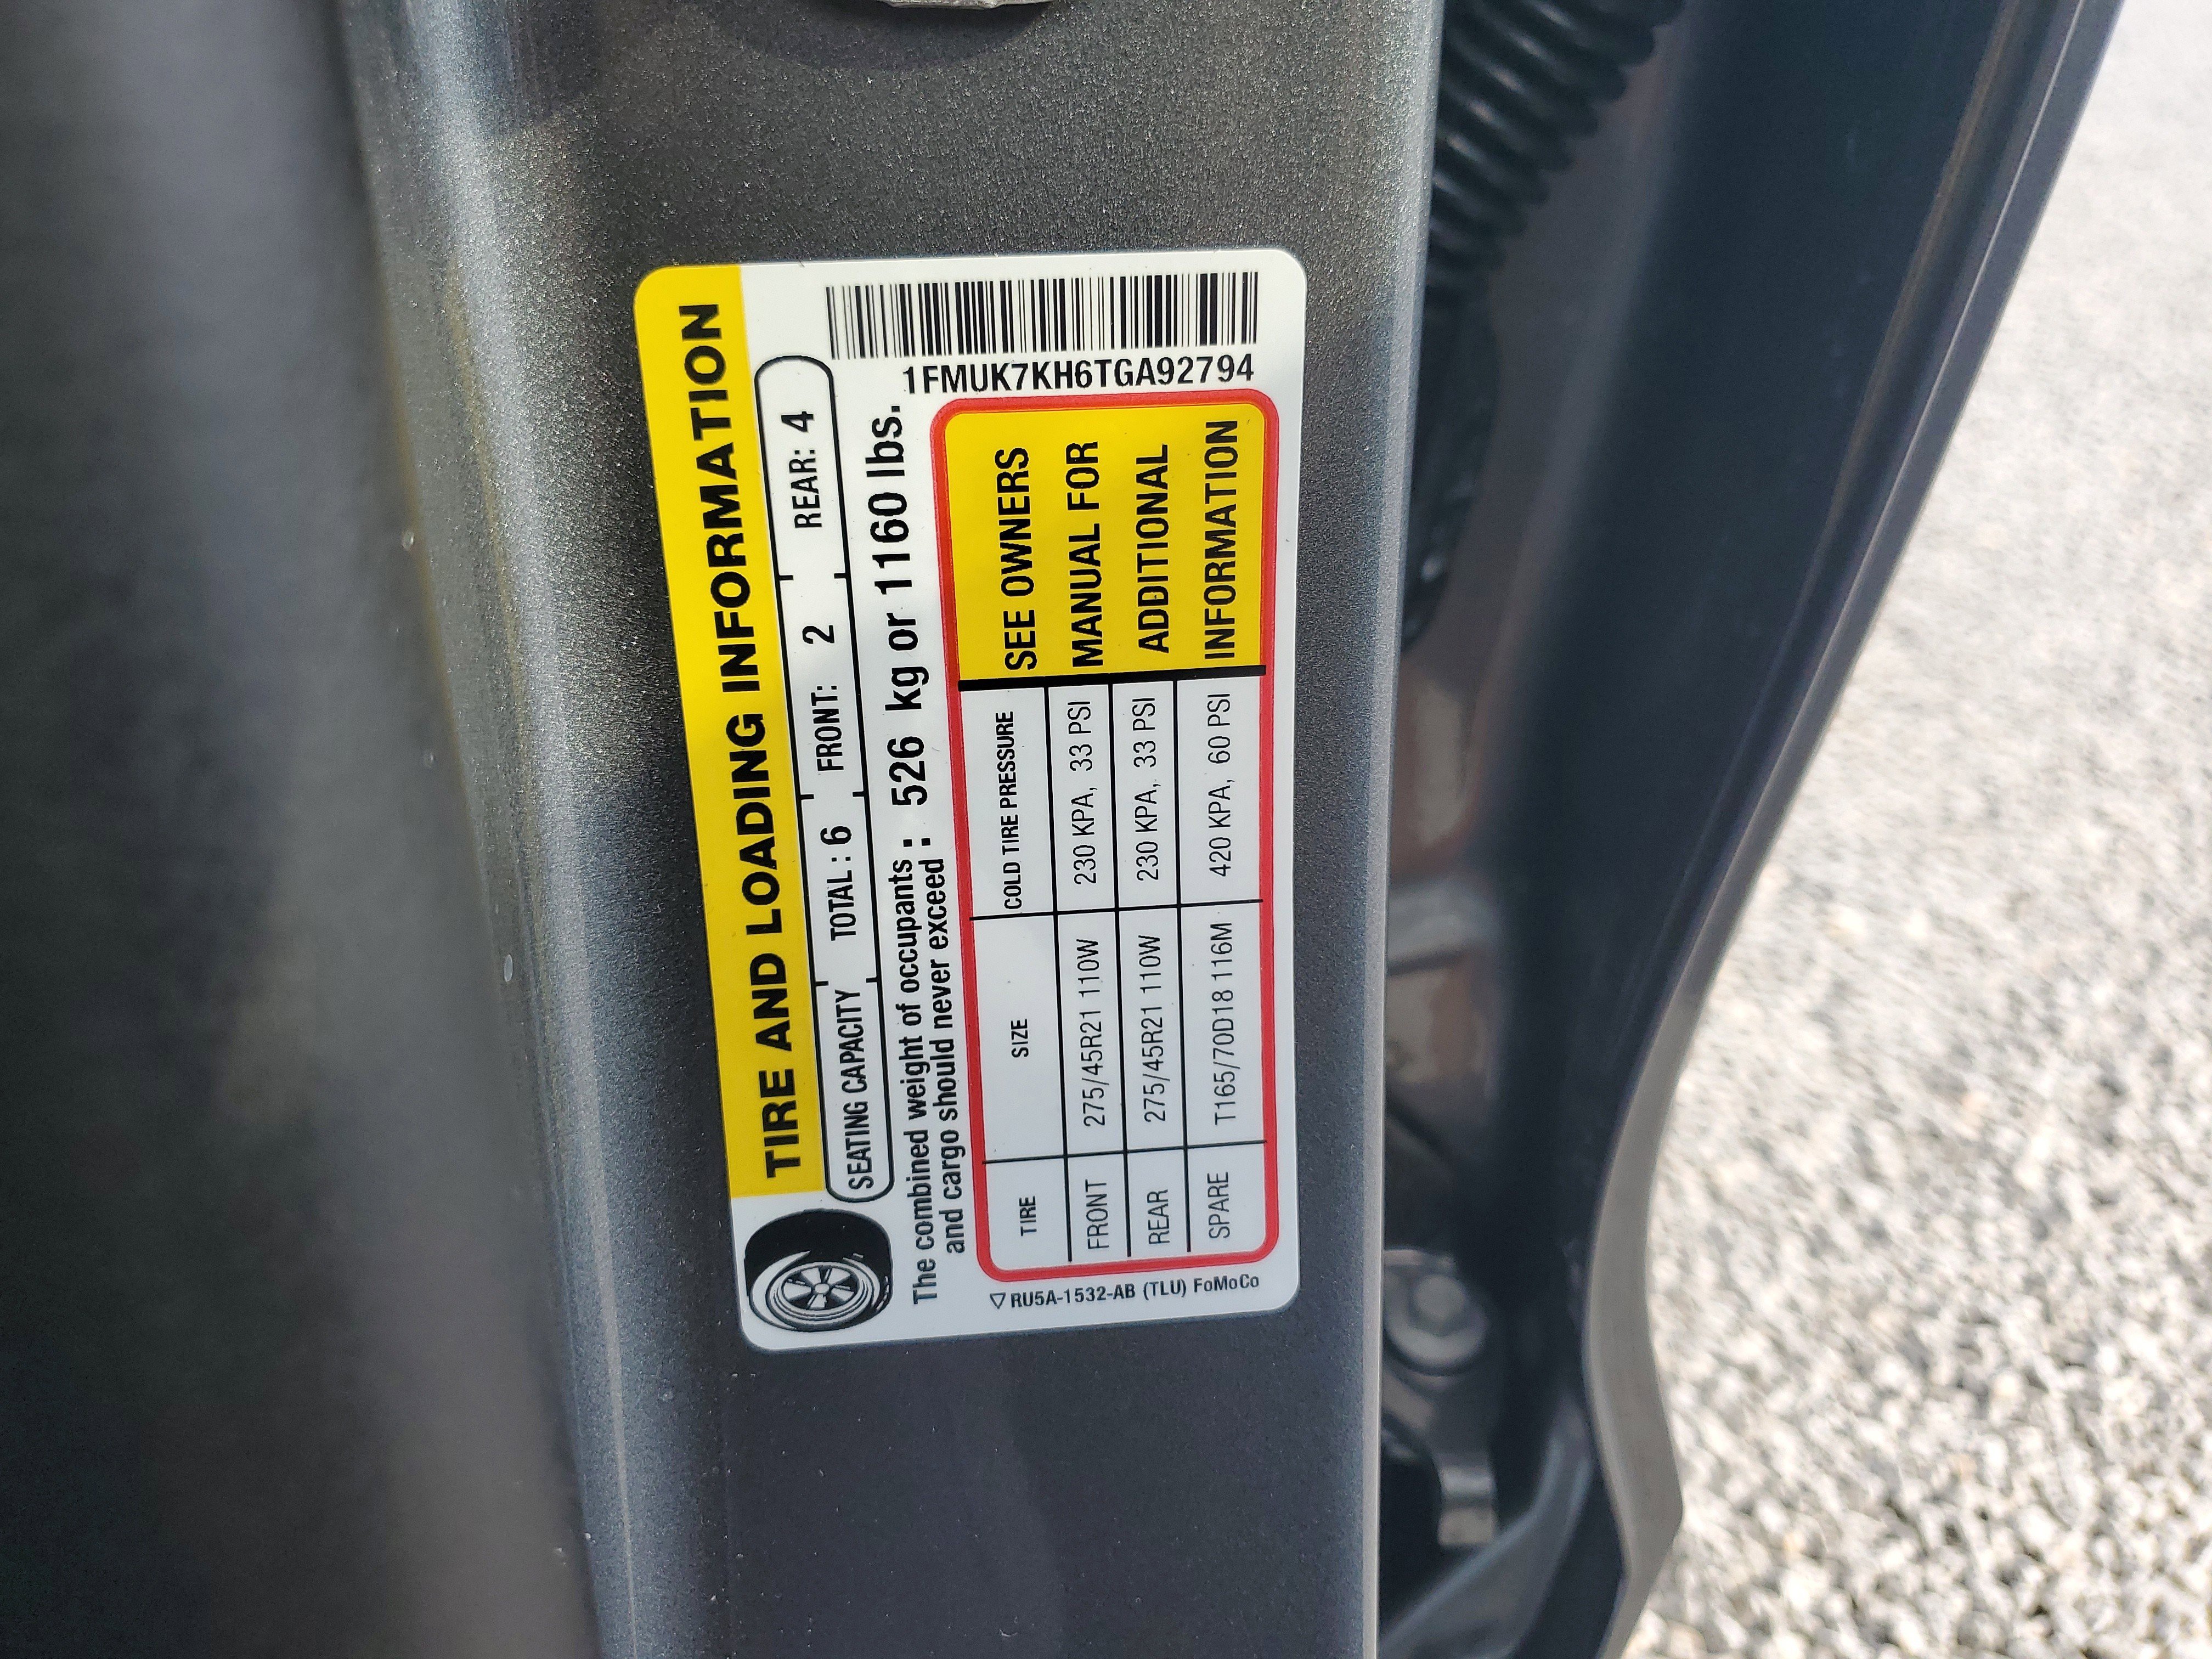 TIRE AND LOADING INFORMATION
SEATING CAPACITY TOTAL : 6 FRONT: 2 REAR: 4
The combined weight of occupants : 526 kg or 1160 lbs.
and cargo should never exceed :
1FMUK7KH6TGA92794
TIRE SIZE COLD TIRE PRESSURE
FRONT 275/45R21 110W 230 KPA, 33 PSI
REAR 275/45R21 110W 230 KPA, 33 PSI
SPARE T165/70D18 116M 420 KPA, 60 PSI
SEE OWNERS
MANUAL FOR
ADDITIONAL
INFORMATION
RU5A-1532-AB (TLU) FoMoCo